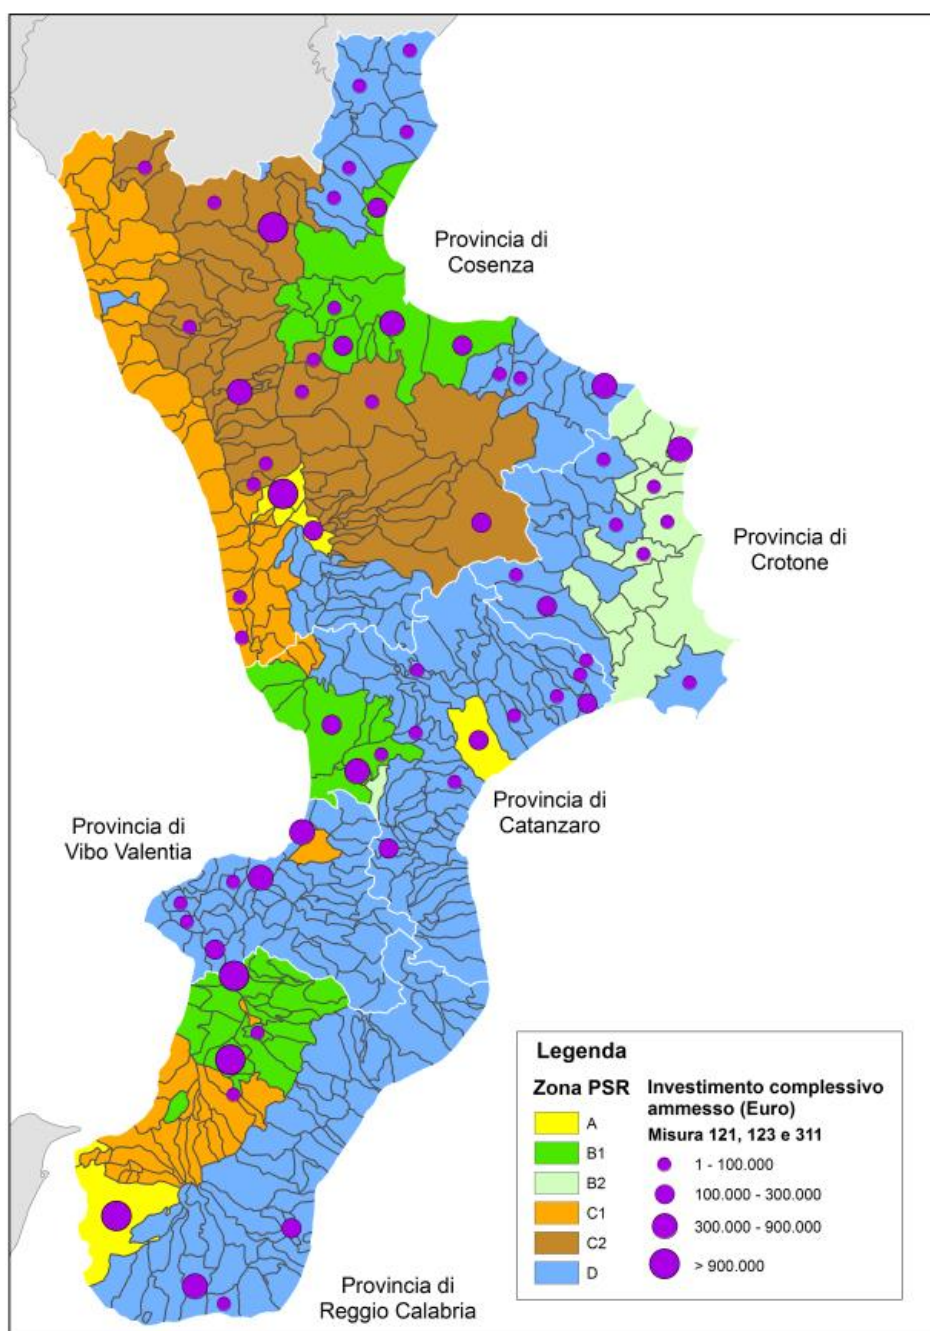 Provincia di
Cosenza
Provincia di
Crotone
Provincia di
Catanzaro
Provincia di
Vibo Valentia
Provincia di
Reggio Calabria
Legenda
Zona PSR
A
B1
B2
C1
C2
D
Investimento complessivo
ammesso (Euro)
Misura 121, 123 e 311
1 - 100.000
100.000 - 300.000
300.000 - 900.000
> 900.000